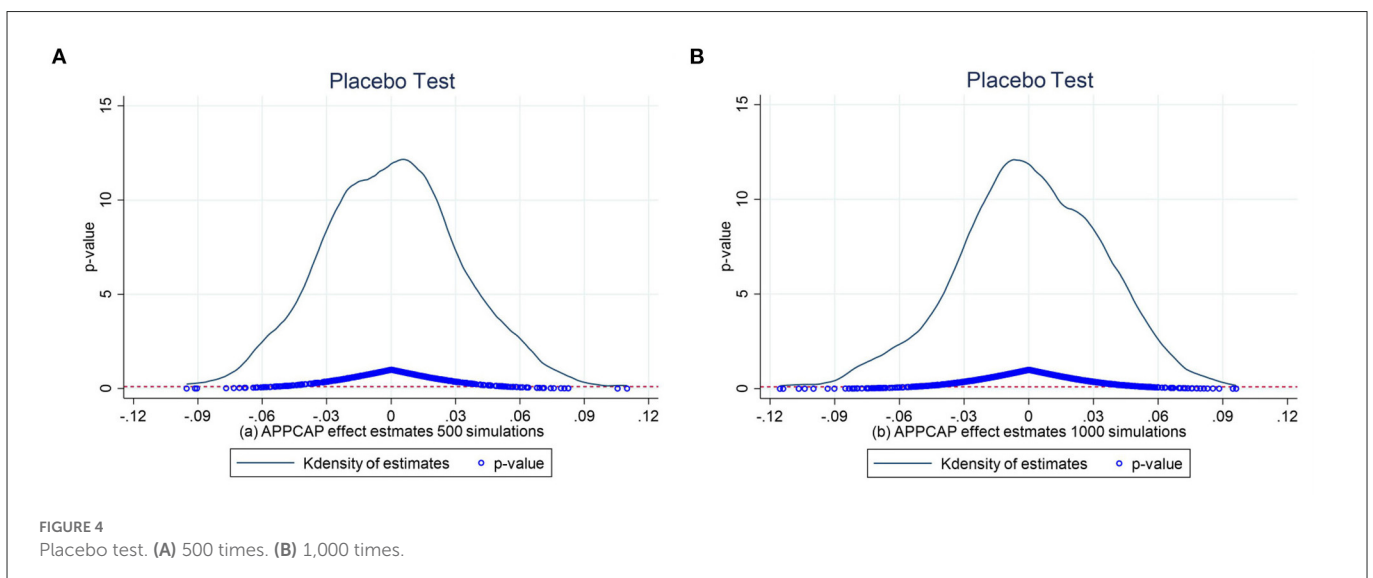 A
Placebo Test
p-value
15
10
5
0
-.12 -.09 -.06 -.03 0 .03 .06 .09 .12
(a) APPCAP effect estmates 500 simulations
Kdensity of estimates p-value
B
Placebo Test
p-value
15
10
5
0
-.12 -.09 -.06 -.03 0 .03 .06 .09 .12
(b) APPCAP effect estmates 1000 simulations
Kdensity of estimates p-value
FIGURE 4
Placebo test. (A) 500 times. (B) 1,000 times.